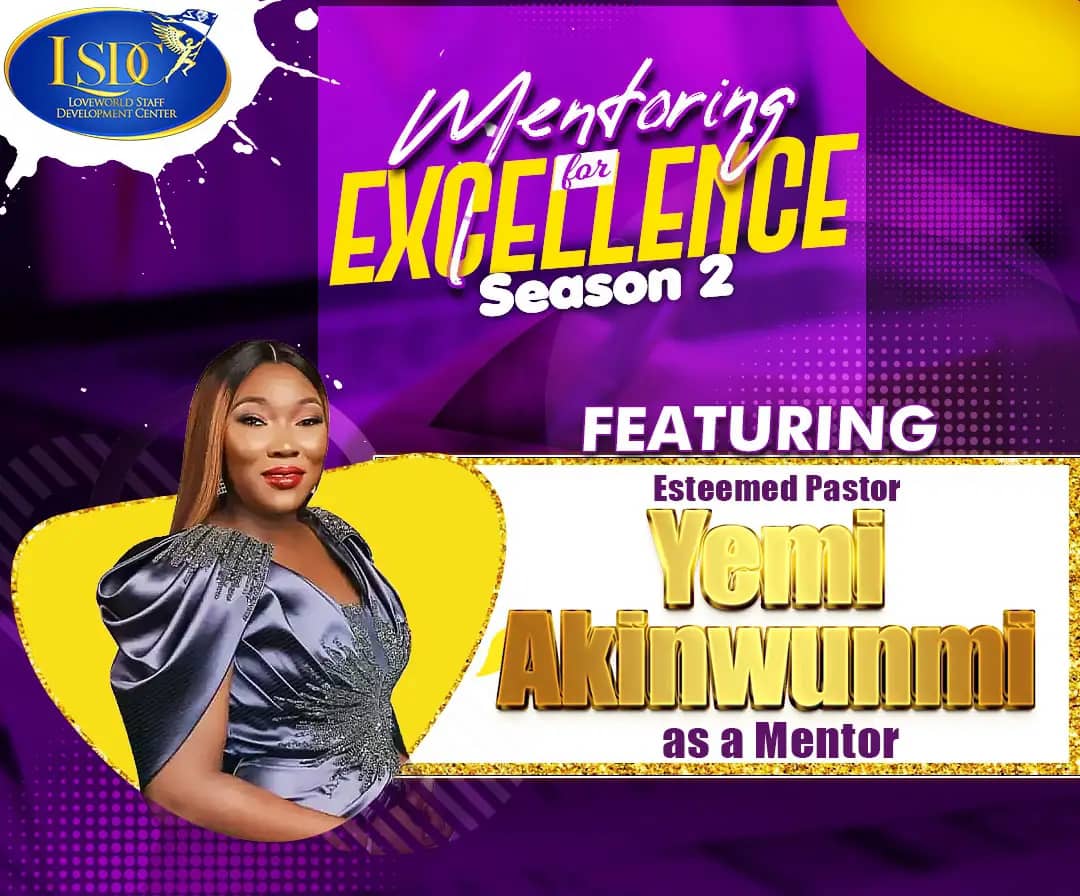 LSDC
LOVEWORLD STAFF
DEVELOPMENT CENTER
Mentoring
for
EXCELLENCE
Season 2
FEATURING
Esteemed Pastor
Yemi
Akinwunmi
as a Mentor